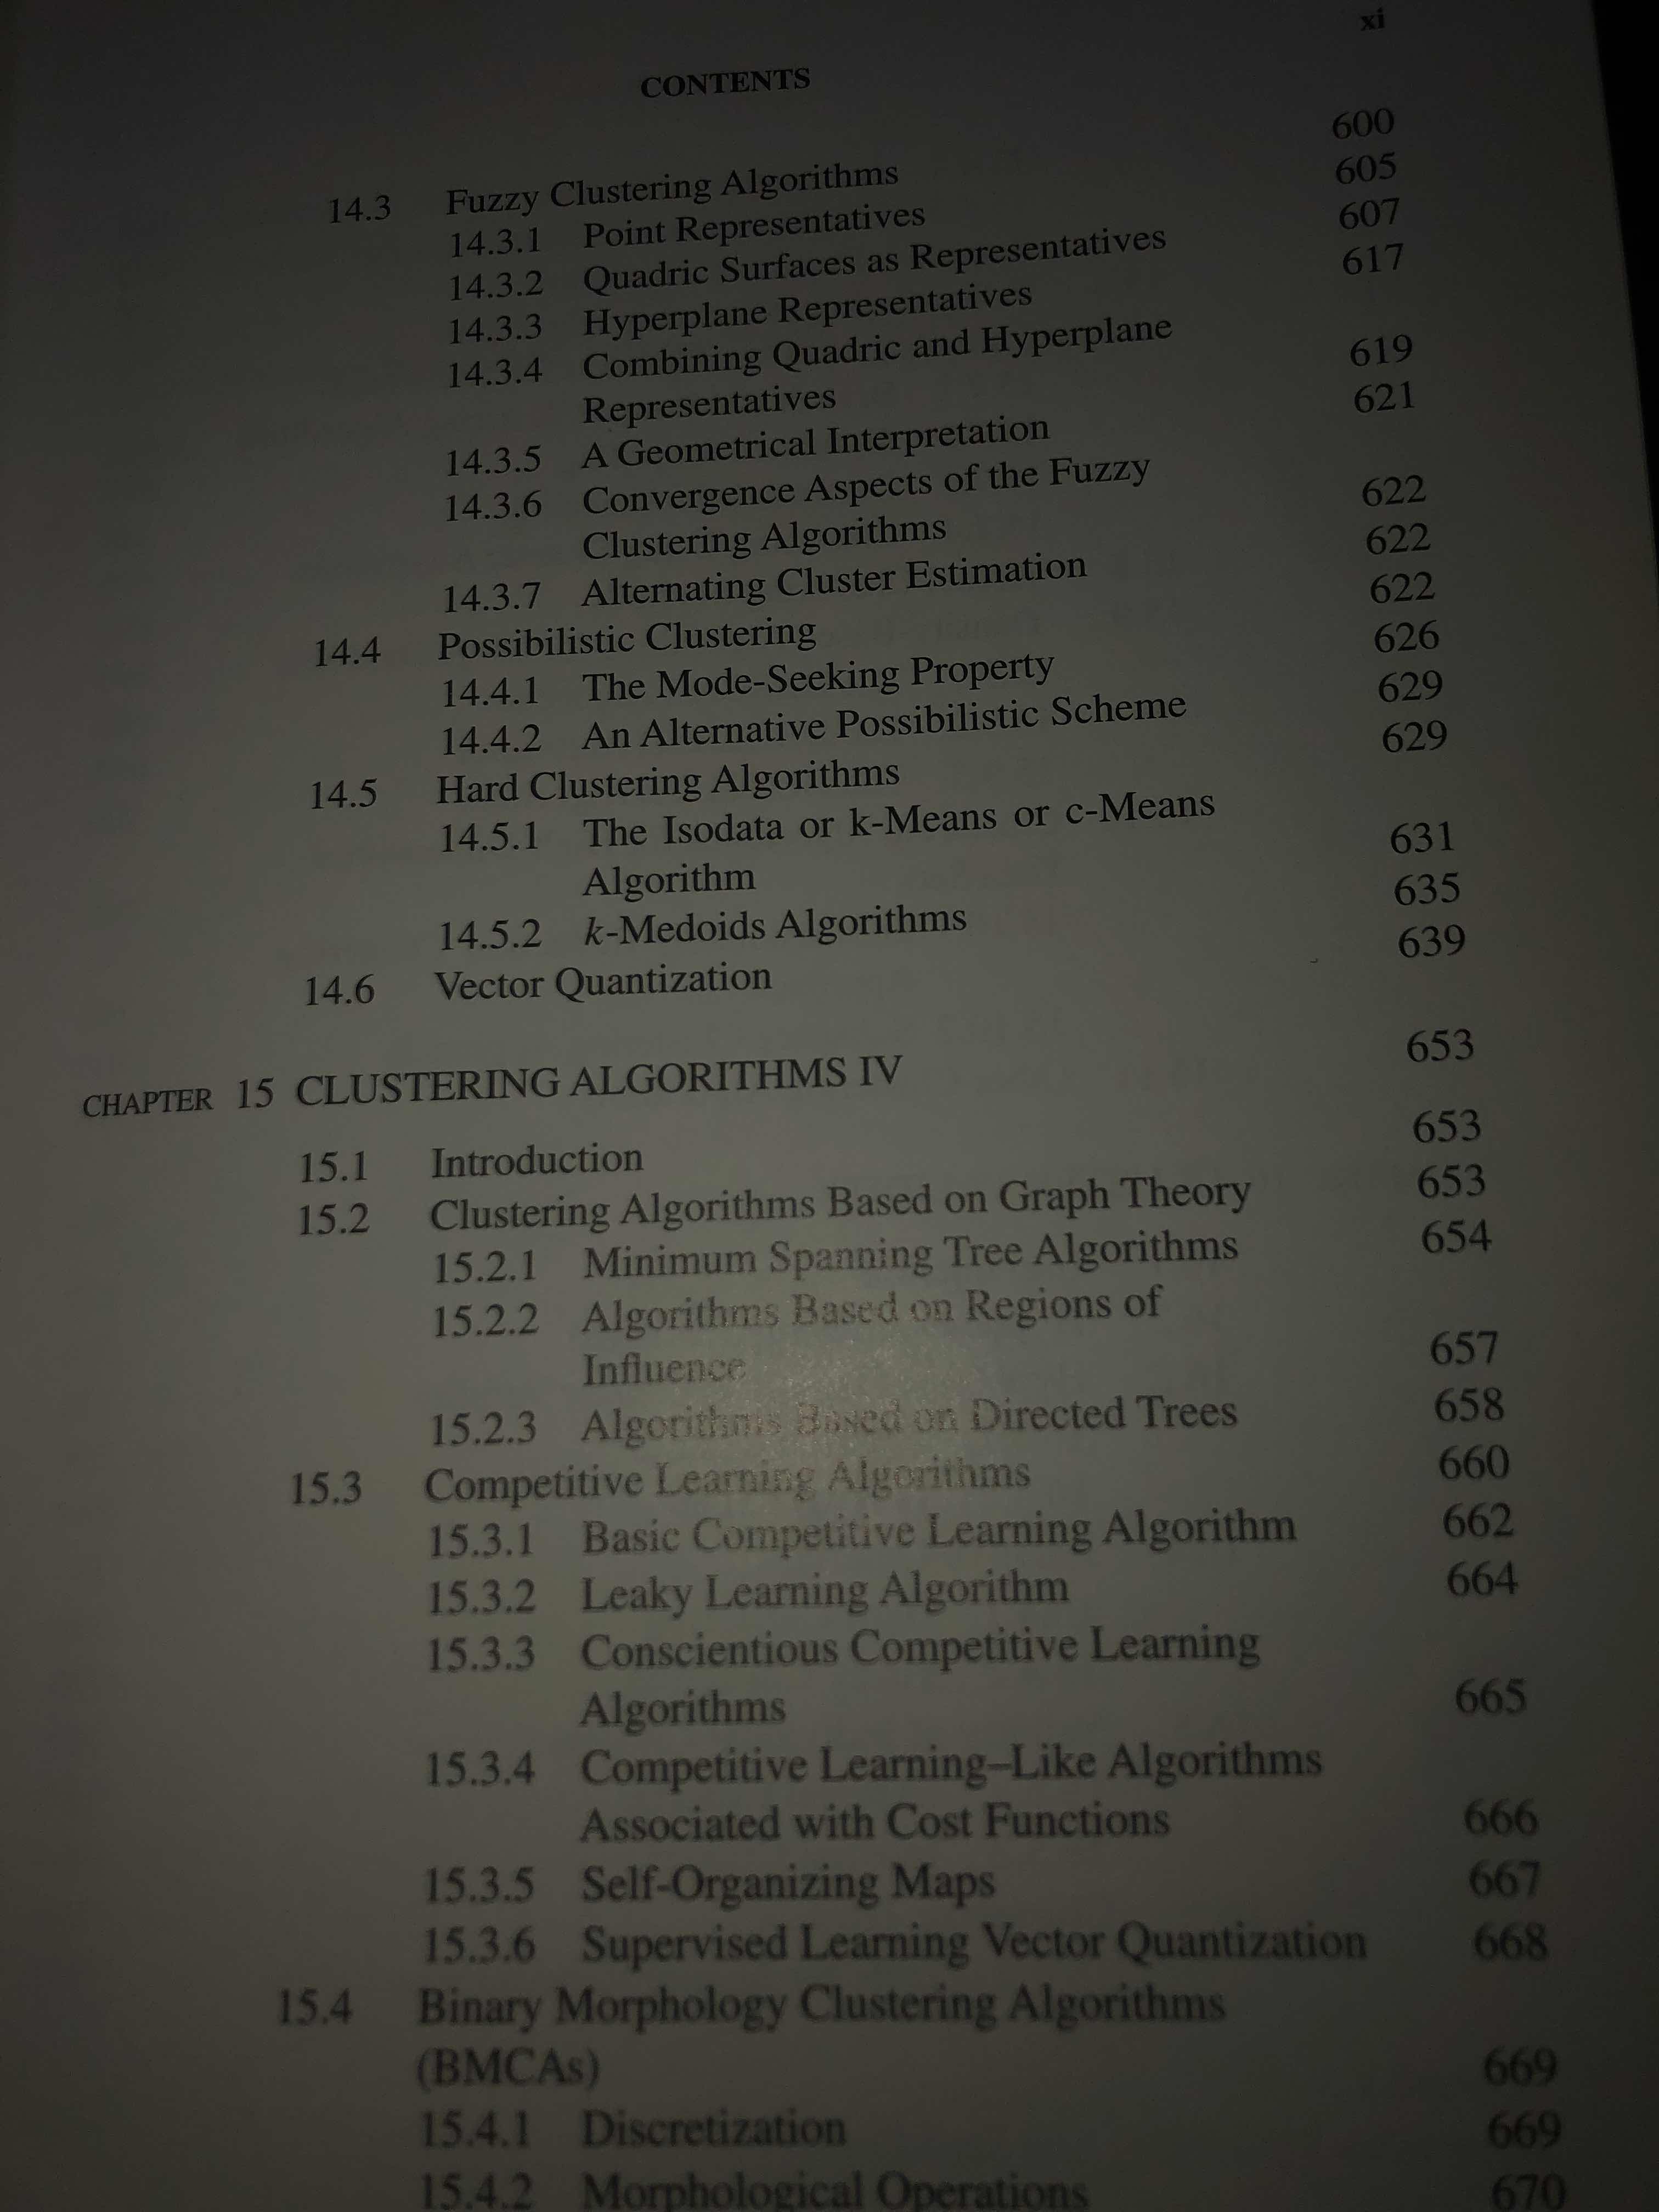 xi
CONTENTS
14.3 Fuzzy Clustering Algorithms 600
14.3.1 Point Representatives 605
14.3.2 Quadric Surfaces as Representatives 607
14.3.3 Hyperplane Representatives 617
14.3.4 Combining Quadric and Hyperplane
Representatives 619
14.3.5 A Geometrical Interpretation 621
14.3.6 Convergence Aspects of the Fuzzy
Clustering Algorithms 622
14.3.7 Alternating Cluster Estimation 622
14.4 Possibilistic Clustering 622
14.4.1 The Mode-Seeking Property 626
14.4.2 An Alternative Possibilistic Scheme 629
14.5 Hard Clustering Algorithms 629
14.5.1 The Isodata or k-Means or c-Means
Algorithm 631
14.5.2 k-Medoids Algorithms 635
14.6 Vector Quantization 639
CHAPTER 15 CLUSTERING ALGORITHMS IV 653
15.1 Introduction 653
15.2 Clustering Algorithms Based on Graph Theory 653
15.2.1 Minimum Spanning Tree Algorithms 654
15.2.2 Algorithms Based on Regions of
Influence 657
15.2.3 Algorithms Based on Directed Trees 658
15.3 Competitive Learning Algorithms 660
15.3.1 Basic Competitive Learning Algorithm 662
15.3.2 Leaky Learning Algorithm 664
15.3.3 Conscientious Competitive Learning
Algorithms 665
15.3.4 Competitive Learning–Like Algorithms
Associated with Cost Functions 666
15.3.5 Self-Organizing Maps 667
15.3.6 Supervised Learning Vector Quantization 668
15.4 Binary Morphology Clustering Algorithms
(BMCAs) 669
15.4.1 Discretization 669
15.4.2 Morphological Operations 670